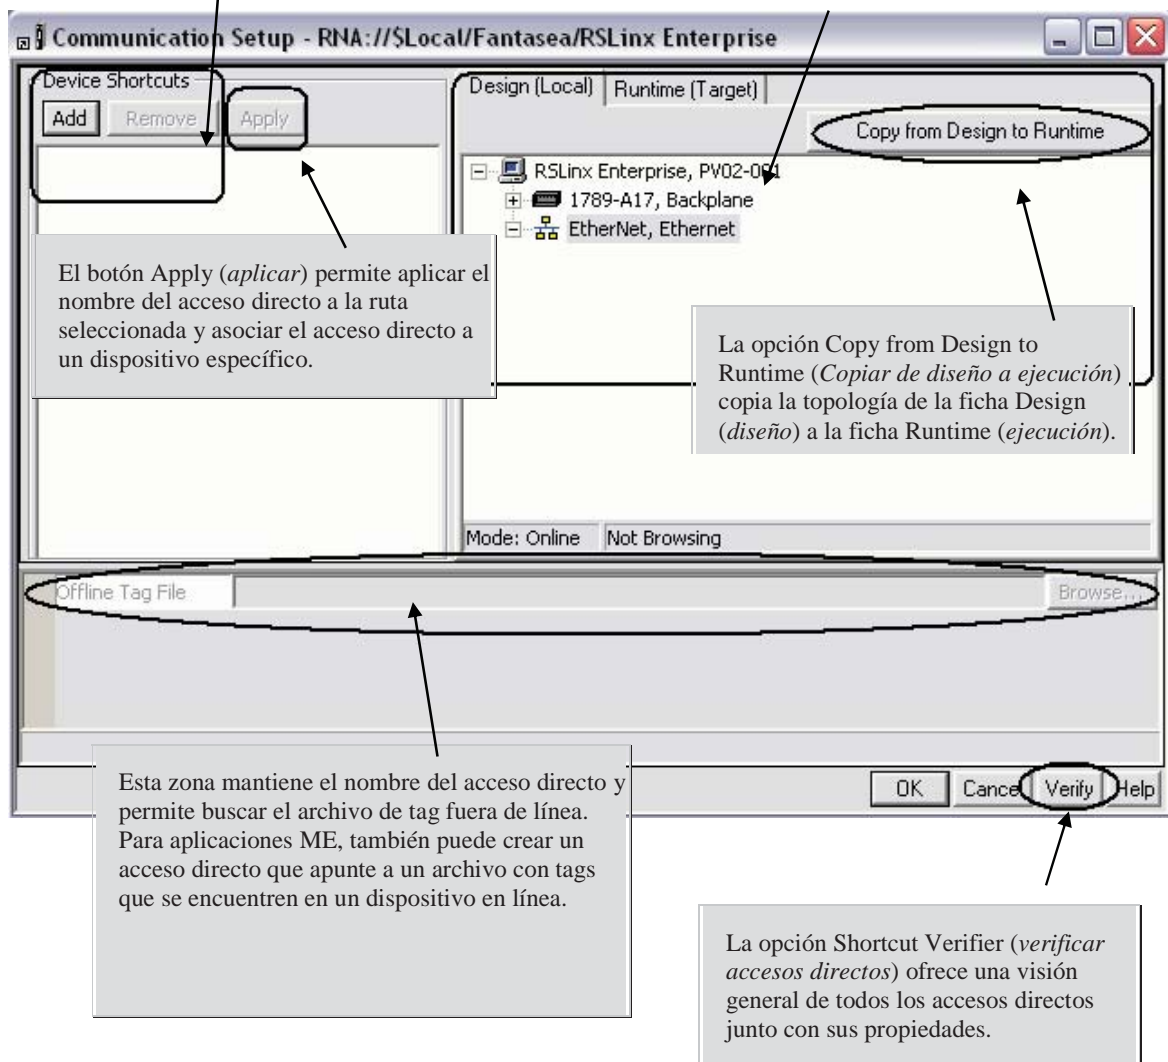 Communication Setup - RNA://$Local/Fantasea/RSLinx Enterprise
Device Shortcuts
Add
Remove
Apply
Design (Local)
Runtime (Target)
Copy from Design to Runtime
RSLinx Enterprise, PV02-001
1789-A17, Backplane
EtherNet, Ethernet
El botón Apply (aplicar) permite aplicar el
nombre del acceso directo a la ruta
seleccionada y asociar el acceso directo a
un dispositivo específico.
La opción Copy from Design to
Runtime (Copiar de diseño a ejecución)
copia la topología de la ficha Design
(diseño) a la ficha Runtime (ejecución).
Mode: Online
Not Browsing
Offline Tag File
Browse...
Esta zona mantiene el nombre del acceso directo y
permite buscar el archivo de tag fuera de línea.
Para aplicaciones ME, también puede crear un
acceso directo que apunte a un archivo con tags
que se encuentren en un dispositivo en línea.
OK
Cancel
Verify
Help
La opción Shortcut Verifier (verificar
accesos directos) ofrece una visión
general de todos los accesos directos
junto con sus propiedades.